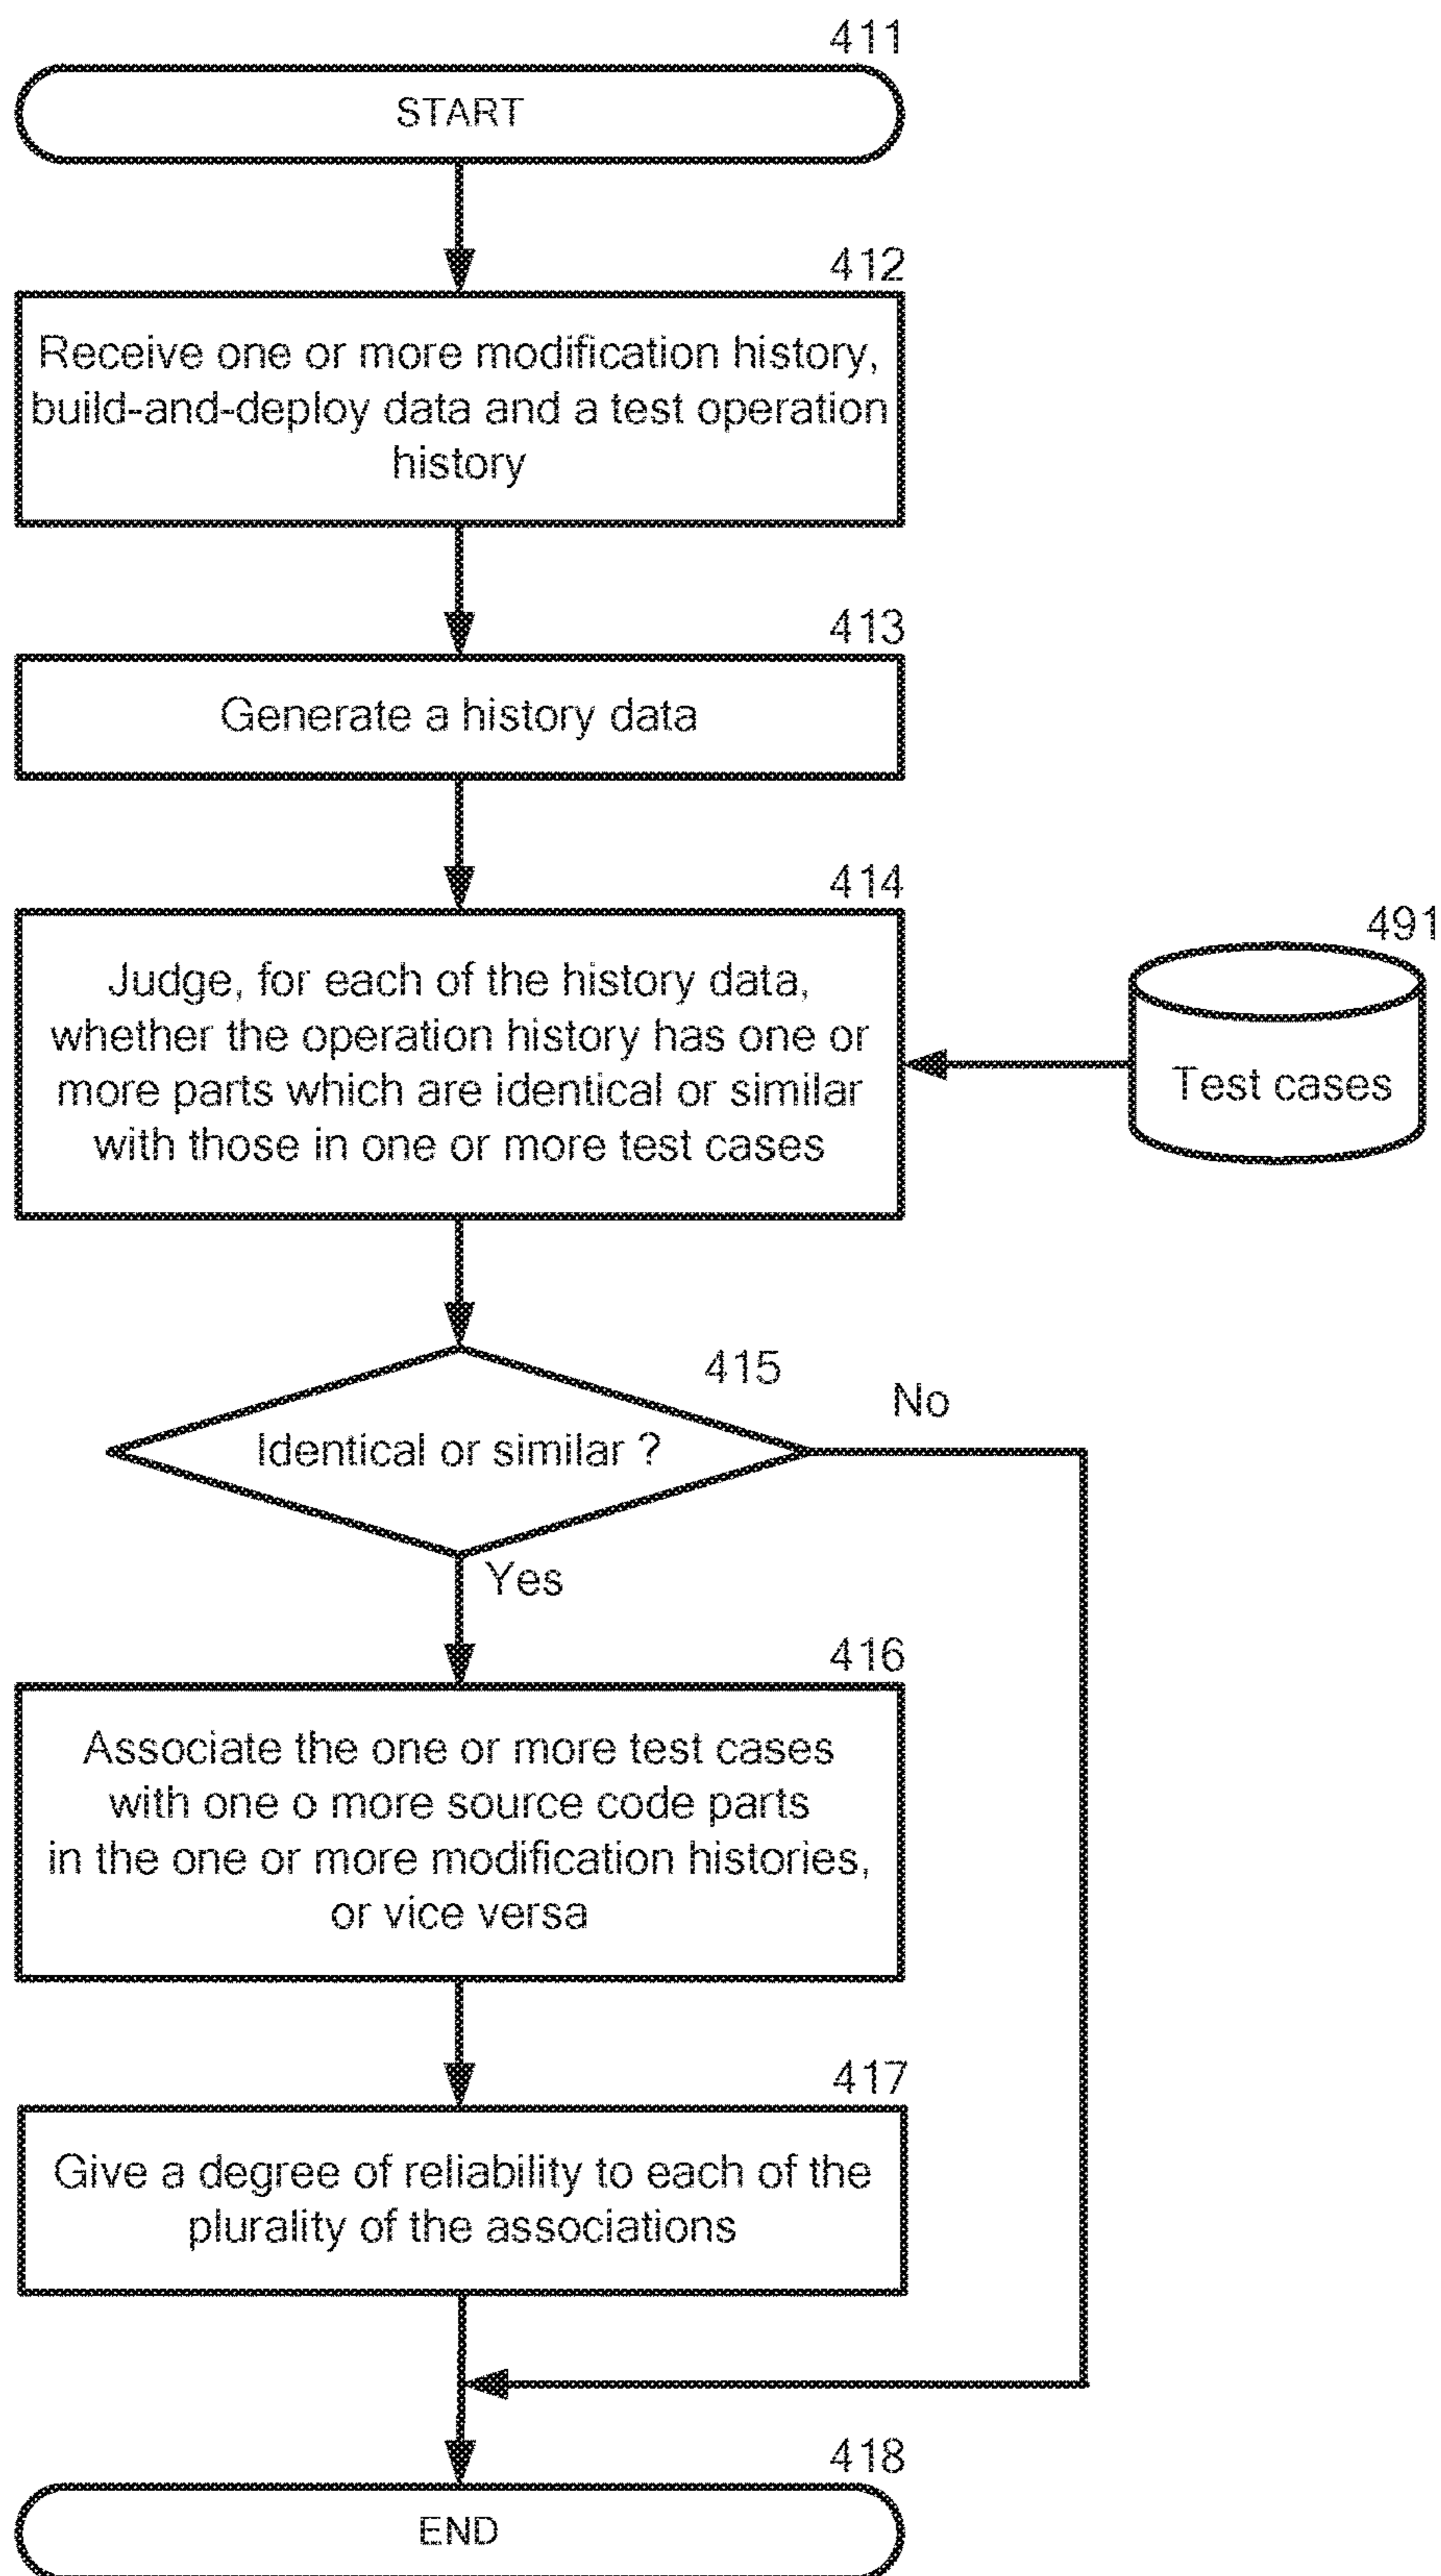 411
START
412
Receive one or more modification history,
build-and-deploy data and a test operation
history
413
Generate a history data
414
Judge, for each of the history data,
whether the operation history has one or
more parts which are identical or similar
with those in one or more test cases
491
Test cases
415
Identical or similar ?
No
Yes
416
Associate the one or more test cases
with one o more source code parts
in the one or more modification histories,
or vice versa
417
Give a degree of reliability to each of the
plurality of the associations
418
END